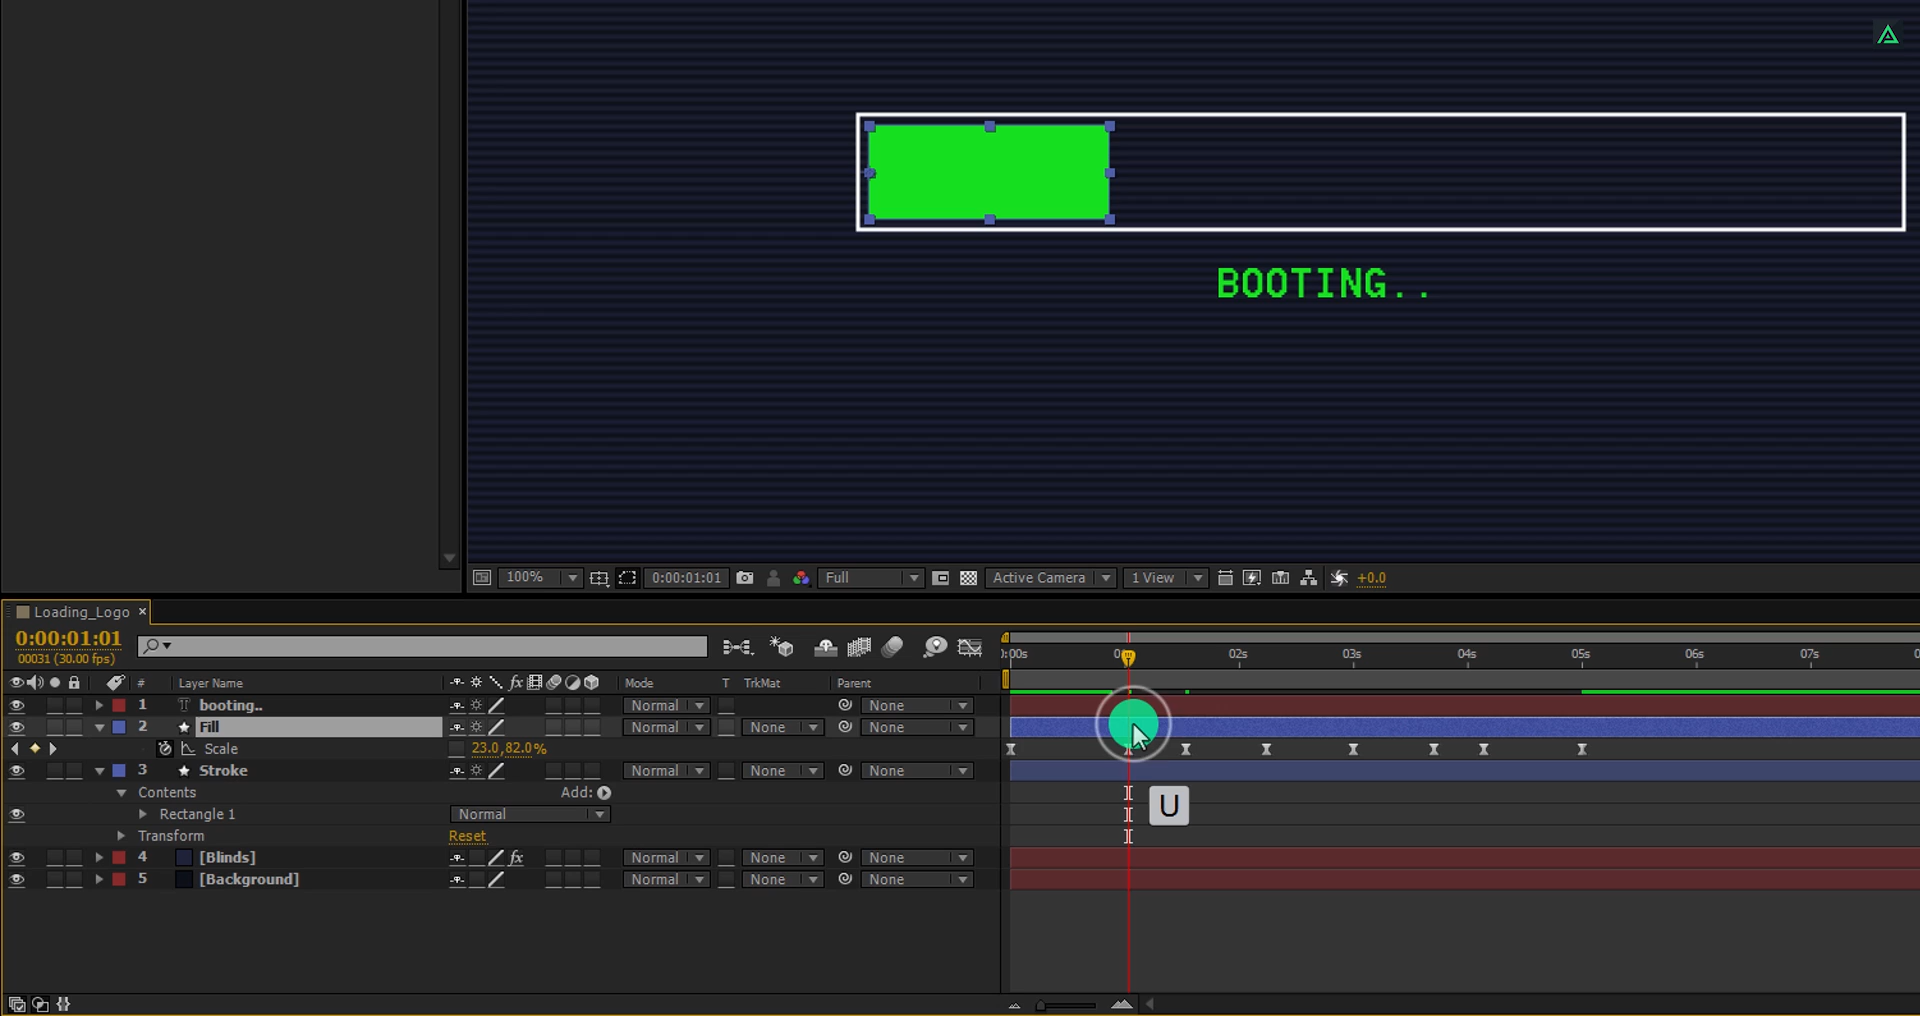 BOOTING..
100%
0:00:01:01
Full
Active Camera
1 View
+0.0
Loading_Logo ×
0:00:01:01
00031 (30.00 fps)
):00s 02s 03s 04s 05s 06s 07s
# Layer Name fx Mode T TrkMat Parent
1 booting.. Normal None
2 Fill Normal None None
Scale 23.0,82.0%
3 Stroke Normal None None
Contents Add:
U
Rectangle 1 Normal
Transform Reset
4 [Blinds] fx Normal None None
5 [Background] Normal None None